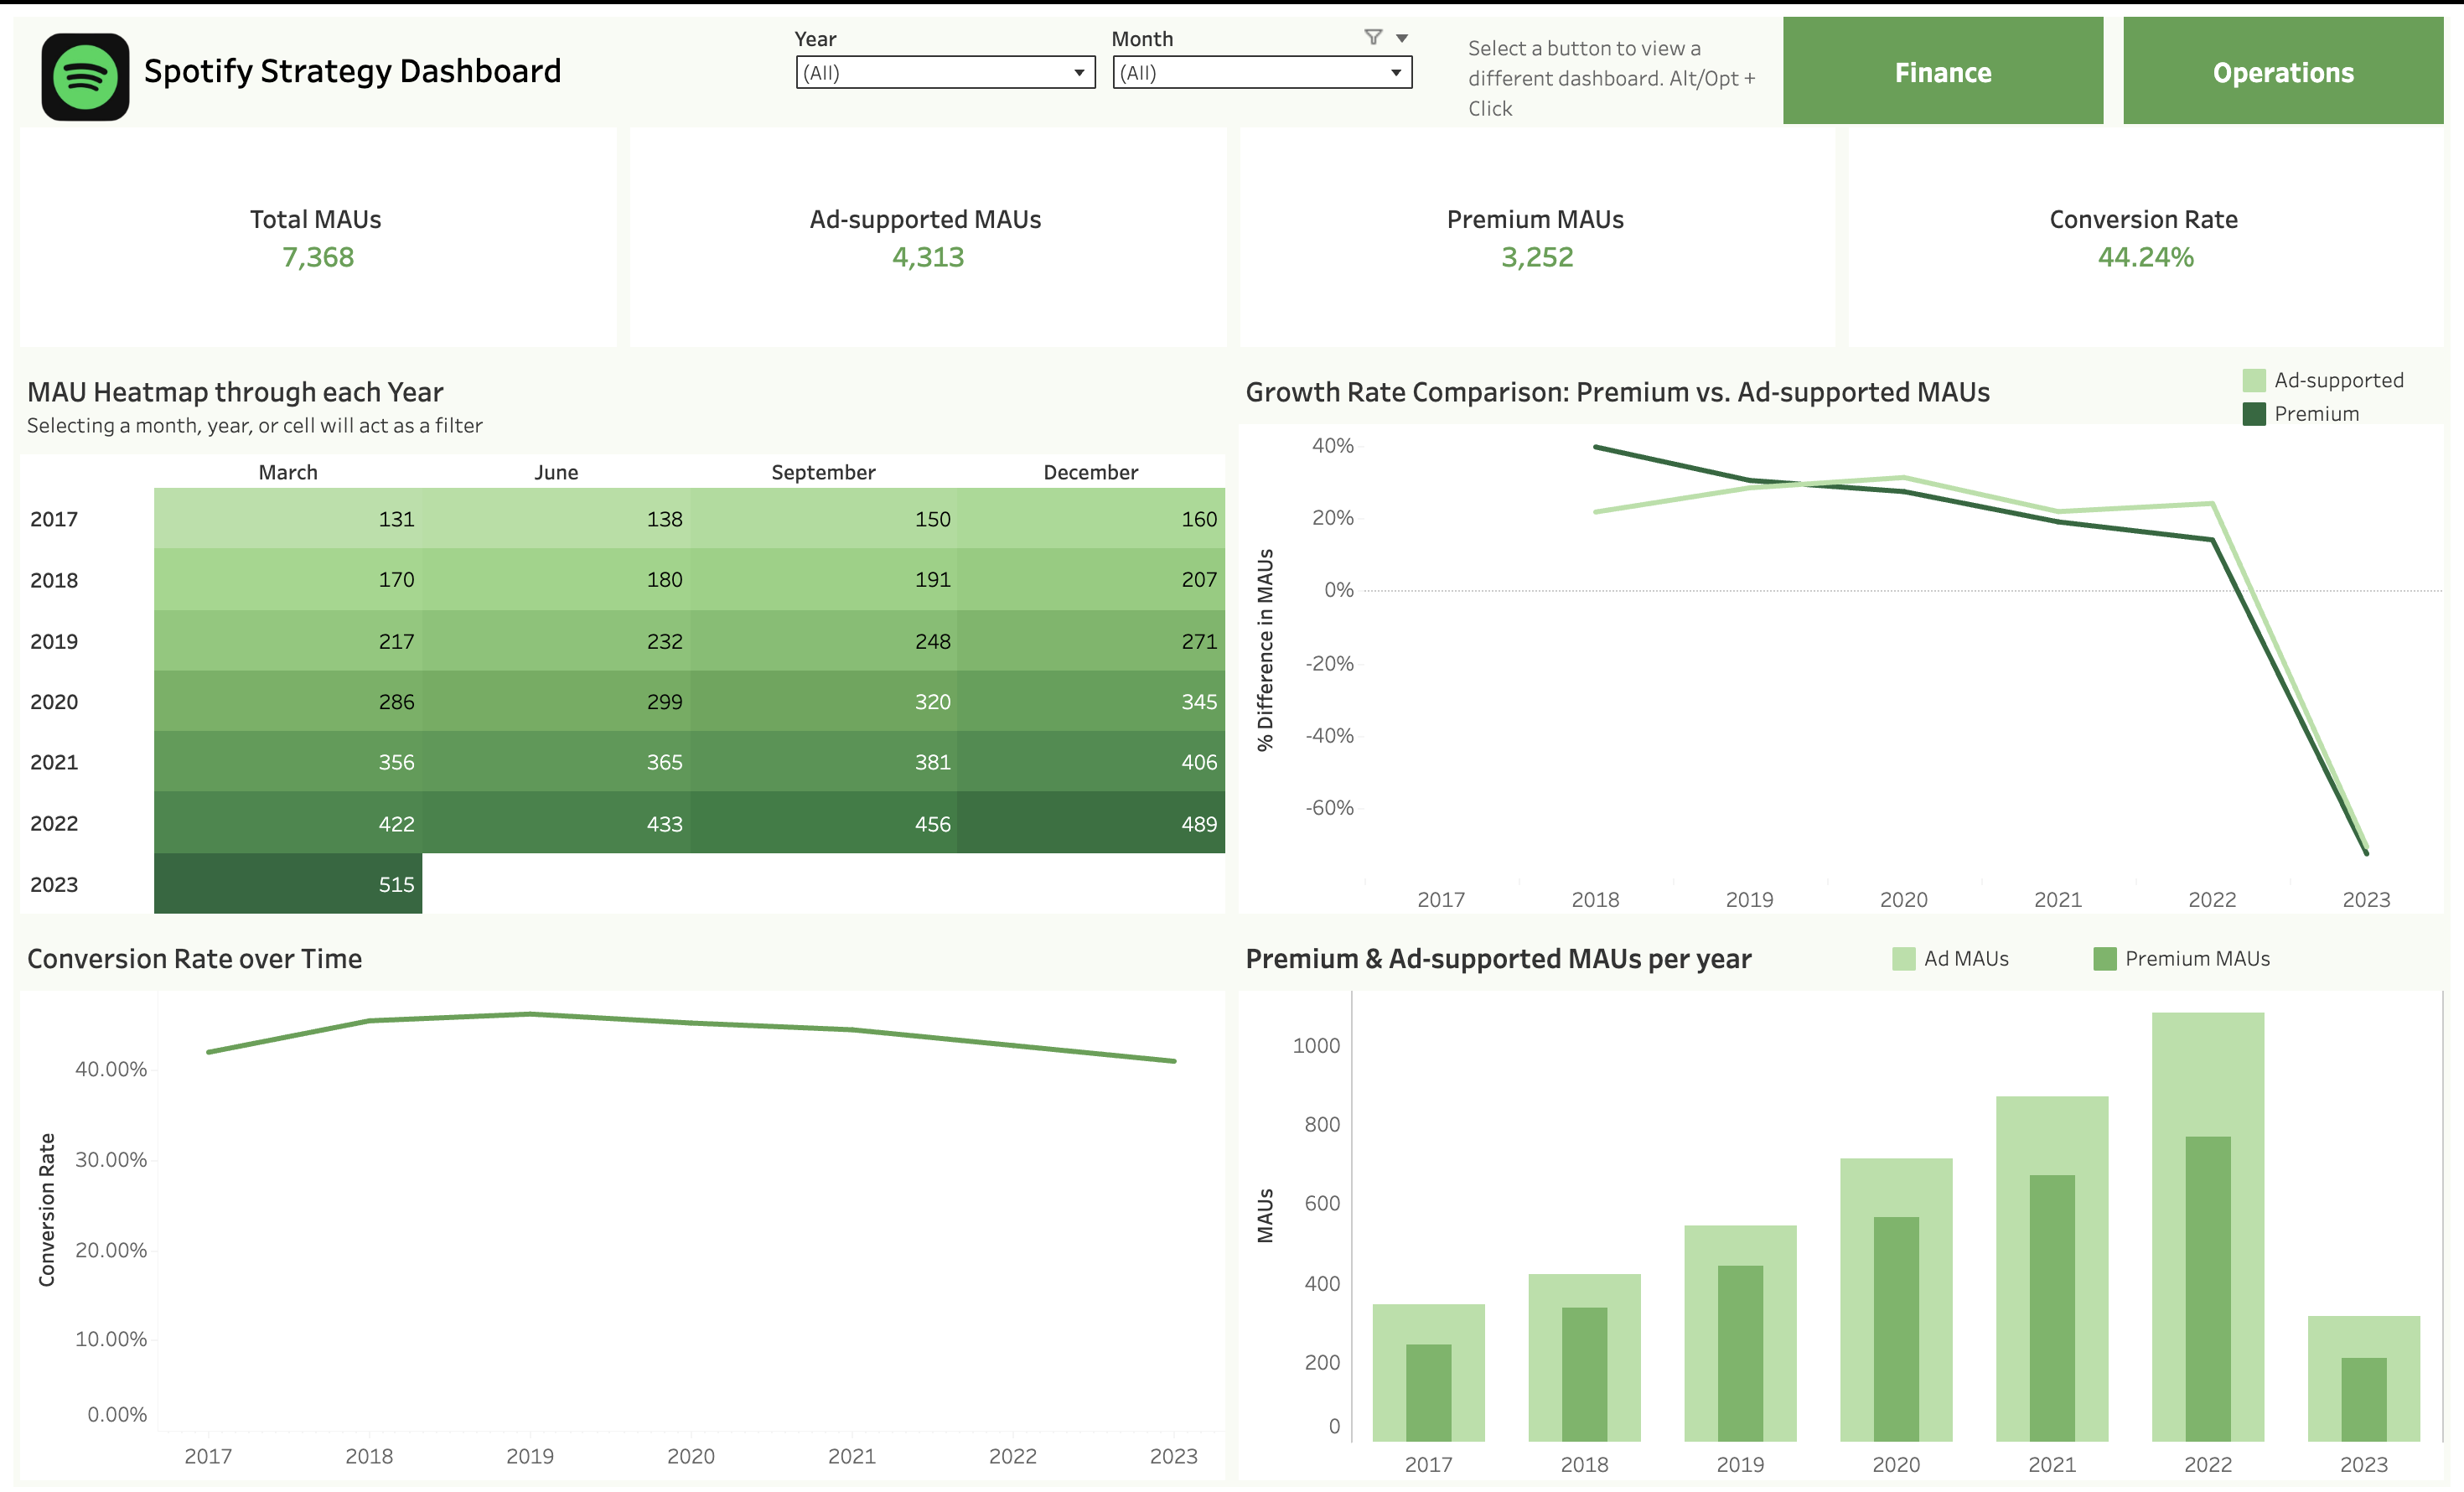 Spotify Strategy Dashboard
Year
(All)
Month
(All)
Select a button to view a
different dashboard. Alt/Opt +
Click
Finance
Operations
Total MAUs
7,368
Ad-supported MAUs
4,313
Premium MAUs
3,252
Conversion Rate
44.24%
MAU Heatmap through each Year
Selecting a month, year, or cell will act as a filter
March June September December
2017 131 138 150 160
2018 170 180 191 207
2019 217 232 248 271
2020 286 299 320 345
2021 356 365 381 406
2022 422 433 456 489
2023 515
Growth Rate Comparison: Premium vs. Ad-supported MAUs
Ad-supported
Premium
% Difference in MAUs
40%
20%
0%
-20%
-40%
-60%
2017 2018 2019 2020 2021 2022 2023
Conversion Rate over Time
Conversion Rate
40.00%
30.00%
20.00%
10.00%
0.00%
2017 2018 2019 2020 2021 2022 2023
Premium & Ad-supported MAUs per year
Ad MAUs
Premium MAUs
MAUs
1000
800
600
400
200
0
2017 2018 2019 2020 2021 2022 2023